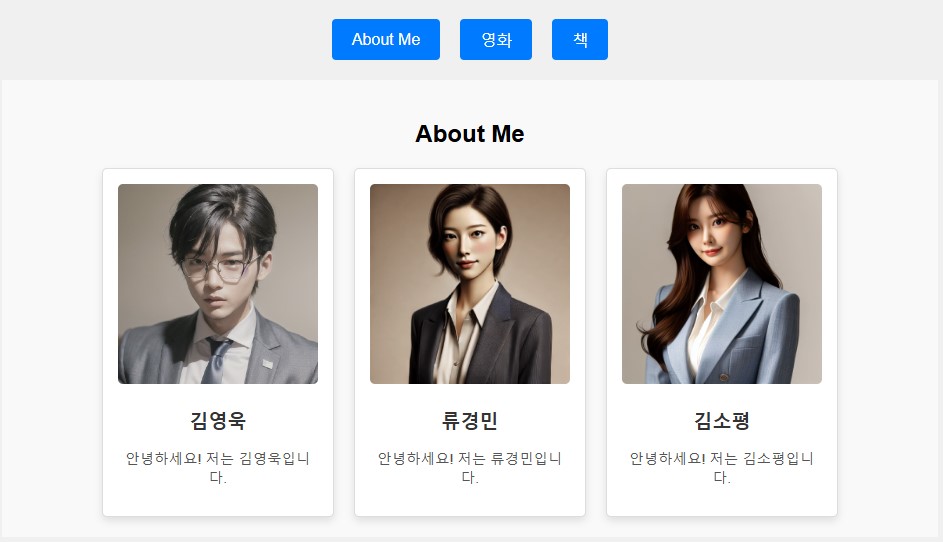 About Me 영화 책
About Me
김영욱 류경민 김소평
안녕하세요! 저는 김영욱입니 안녕하세요! 저는 류경민입니 안녕하세요! 저는 김소평입니
다. 다. 다.